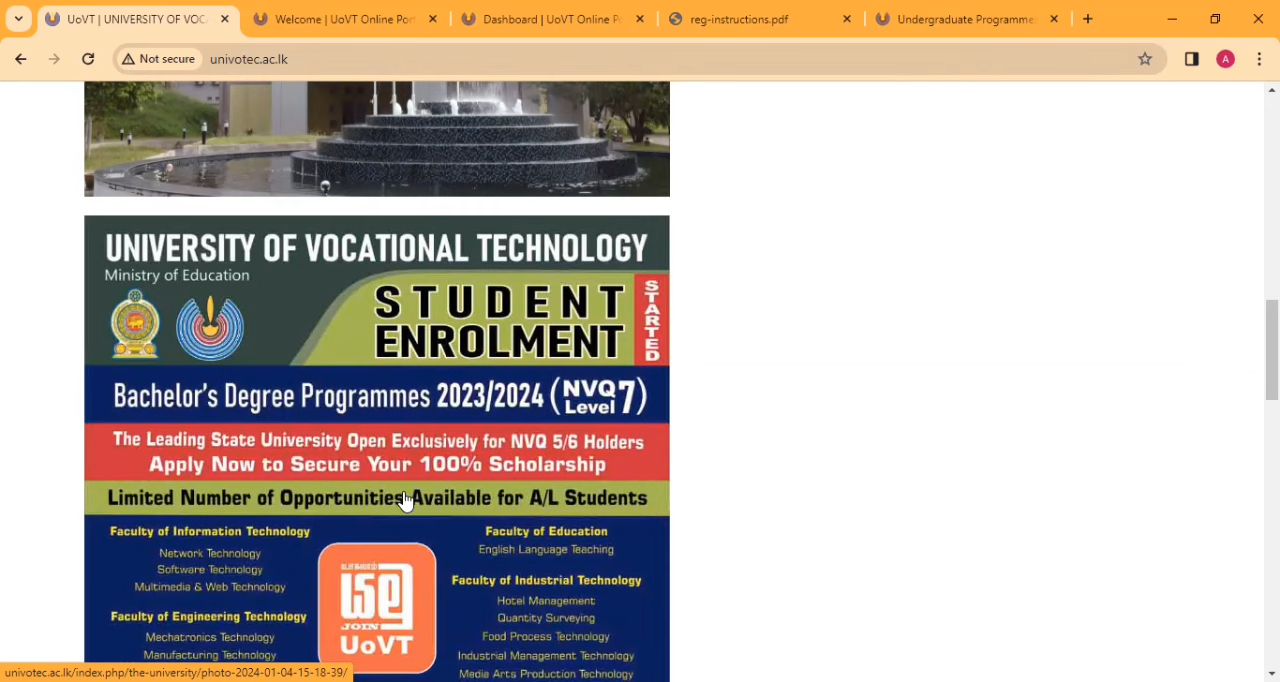 UoVT | UNIVERSITY OF VOC
Welcome | UoVT Online Por
Dashboard | UoVT Online P
reg-instructions.pdf
Undergraduate Programme
Not secure
univotec.ac.lk
A
UNIVERSITY OF VOCATIONAL TECHNOLOGY
Ministry of Education
STUDENT
ENROLMENT
STARTED
Bachelor's Degree Programmes 2023/2024 (NVQ Level 7)
The Leading State University Open Exclusively for NVQ 5/6 Holders
Apply Now to Secure Your 100% Scholarship
Limited Number of Opportunities Available for A/L Students
Faculty of Information Technology
Network Technology
Software Technology
Multimedia & Web Technology
Faculty of Engineering Technology
Mechatronics Technology
Manufacturing Technology
JOIN
UoVT
Faculty of Education
English Language Teaching
Faculty of Industrial Technology
Hotel Management
Quantity Surveying
Food Process Technology
Industrial Management Technology
Media Arts Production Technology
univotec.ac.lk/index.php/the-university/photo-2024-01-04-15-18-39/